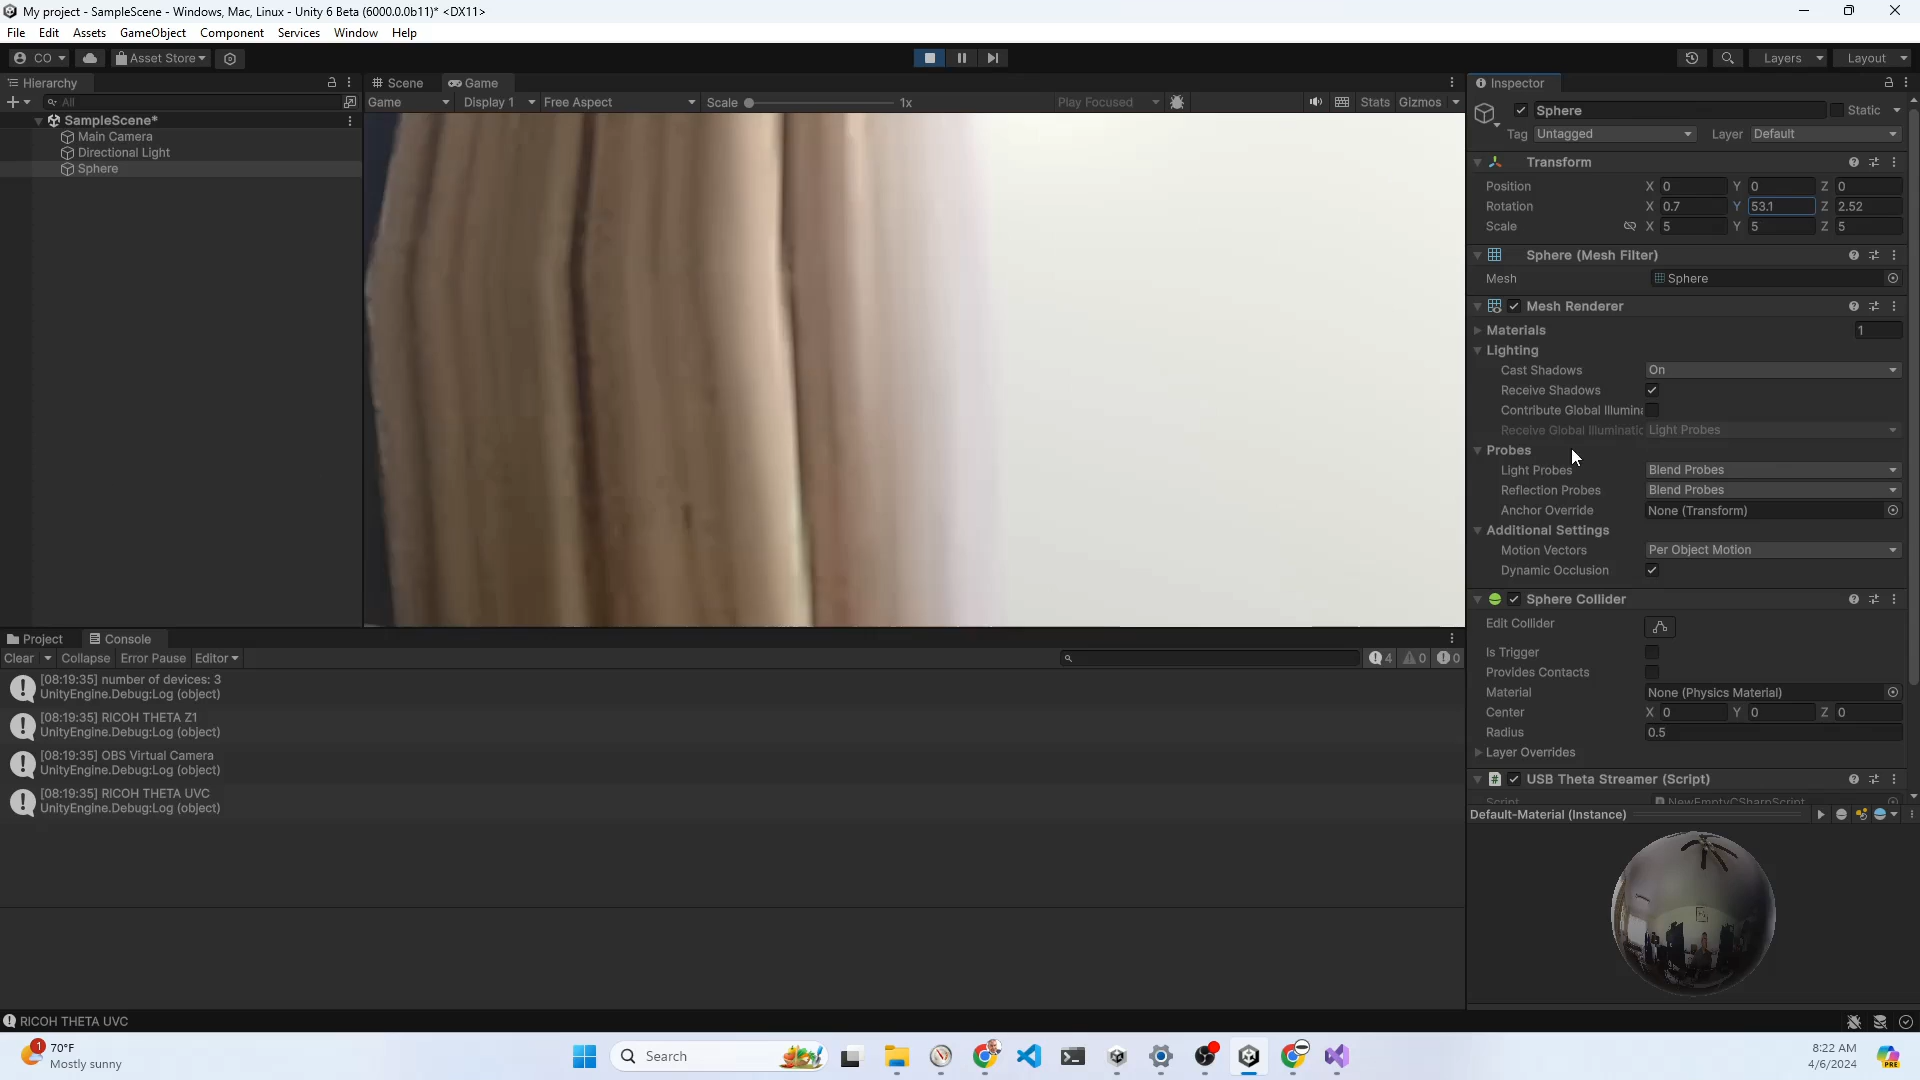 My project - SampleScene - Windows, Mac, Linux - Unity 6 Beta (6000.0.0b11)* <DX11>
File Edit Assets GameObject Component Services Window Help
CO Asset Store Layers Layout
Hierarchy
All
SampleScene*
Main Camera
Directional Light
Sphere
Scene Game
Game Display 1 Free Aspect Scale 1x Play Focused Stats Gizmos
Inspector
Sphere Static
Tag Untagged Layer Default
Transform
Position X 0 Y 0 Z 0
Rotation X 0.7 Y 53.1 Z 2.52
Scale X 5 Y 5 Z 5
Sphere (Mesh Filter)
Mesh Sphere
Mesh Renderer
Materials 1
Lighting
Cast Shadows On
Receive Shadows
Contribute Global Illumina
Receive Global Illuminatic Light Probes
Probes
Light Probes Blend Probes
Reflection Probes Blend Probes
Anchor Override None (Transform)
Additional Settings
Motion Vectors Per Object Motion
Dynamic Occlusion
Sphere Collider
Edit Collider
Is Trigger
Provides Contacts
Material None (Physics Material)
Center X 0 Y 0 Z 0
Radius 0.5
Layer Overrides
USB Theta Streamer (Script)
Script NewEmptyCSharpScript
Default-Material (Instance)
Project Console
Clear Collapse Error Pause Editor 4 0 0
[08:19:35] number of devices: 3
UnityEngine.Debug:Log (object)
[08:19:35] RICOH THETA Z1
UnityEngine.Debug:Log (object)
[08:19:35] OBS Virtual Camera
UnityEngine.Debug:Log (object)
[08:19:35] RICOH THETA UVC
UnityEngine.Debug:Log (object)
RICOH THETA UVC
1
70°F
Mostly sunny
Search
8:22 AM
4/6/2024
PRE